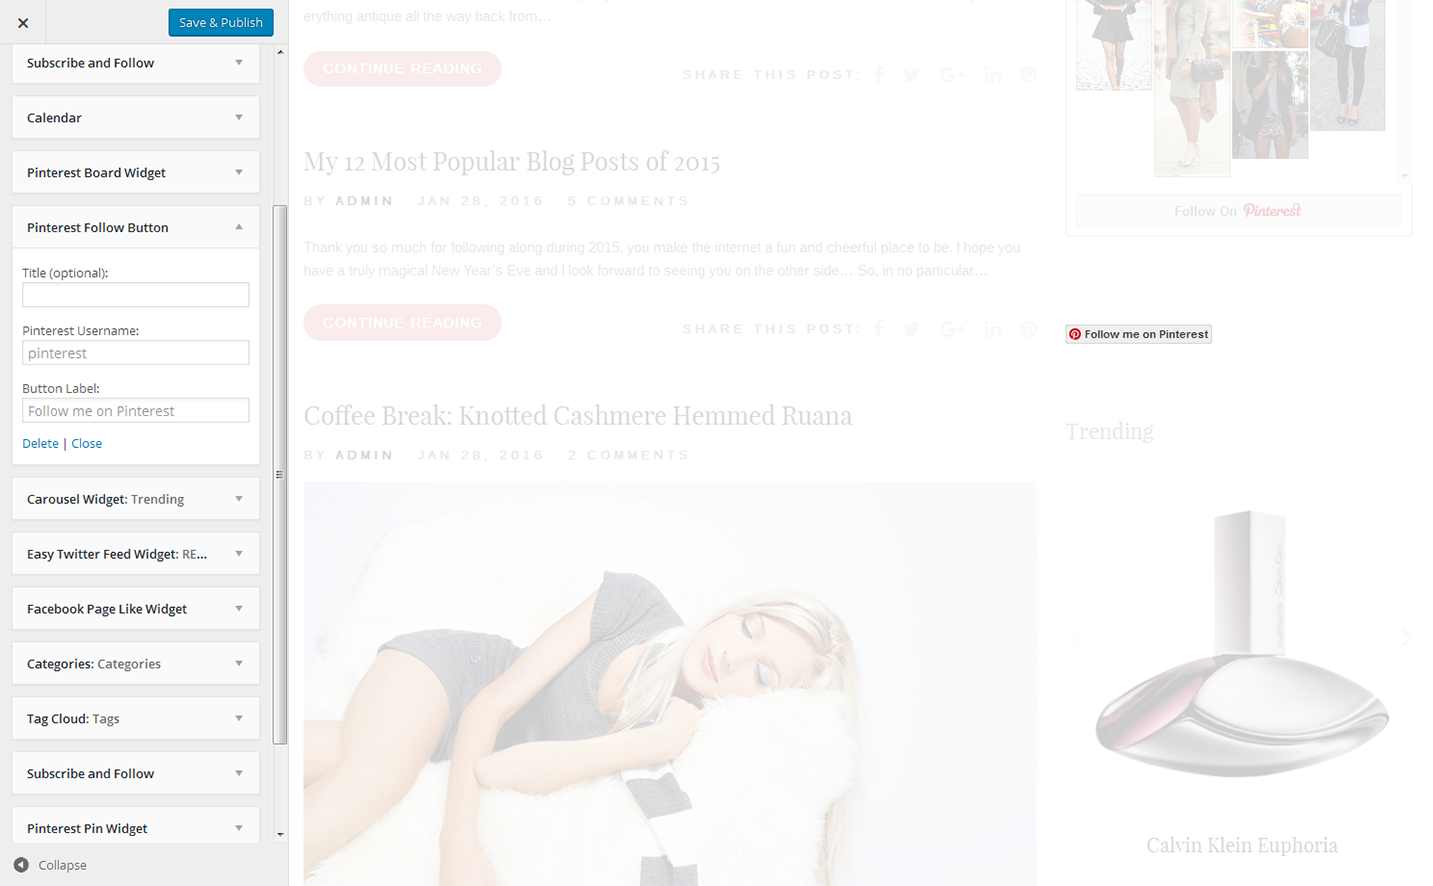 Save & Publish
Subscribe and Follow
Calendar
Pinterest Board Widget
Pinterest Follow Button
Title (optional):
Pinterest Username:
pinterest
Button Label:
Follow me on Pinterest
Delete | Close
Carousel Widget: Trending
Easy Twitter Feed Widget: RE...
Facebook Page Like Widget
Categories: Categories
Tag Cloud: Tags
Subscribe and Follow
Pinterest Pin Widget
Collapse
erything antique all the way back from…
CONTINUE READING
SHARE THIS POST:
My 12 Most Popular Blog Posts of 2015
BY ADMIN · JAN 28, 2016 · 5 COMMENTS
Thank you so much for following along during 2015, you make the internet a fun and cheerful place to be. I hope you
have a truly magical New Year's Eve and I look forward to seeing you on the other side… So, in no particular…
CONTINUE READING
SHARE THIS POST:
Coffee Break: Knotted Cashmere Hemmed Ruana
BY ADMIN · JAN 28, 2016 · 2 COMMENTS
Follow On Pinterest
Follow me on Pinterest
Trending
euphoria Calvin Klein
Calvin Klein Euphoria